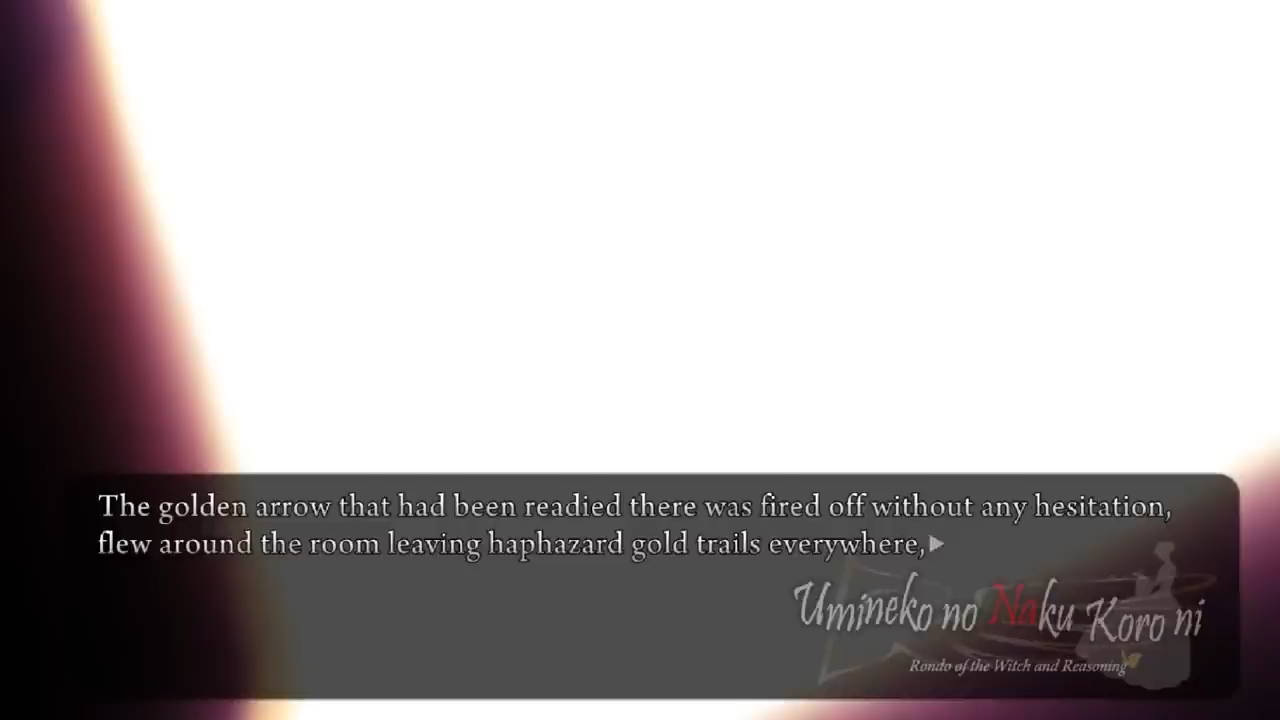 The golden arrow that had been readied there was fired off without any hesitation,
flew around the room leaving haphazard gold trails everywhere,
Umineko no Naku Koro ni
Rondo of the Witch and Reasoning